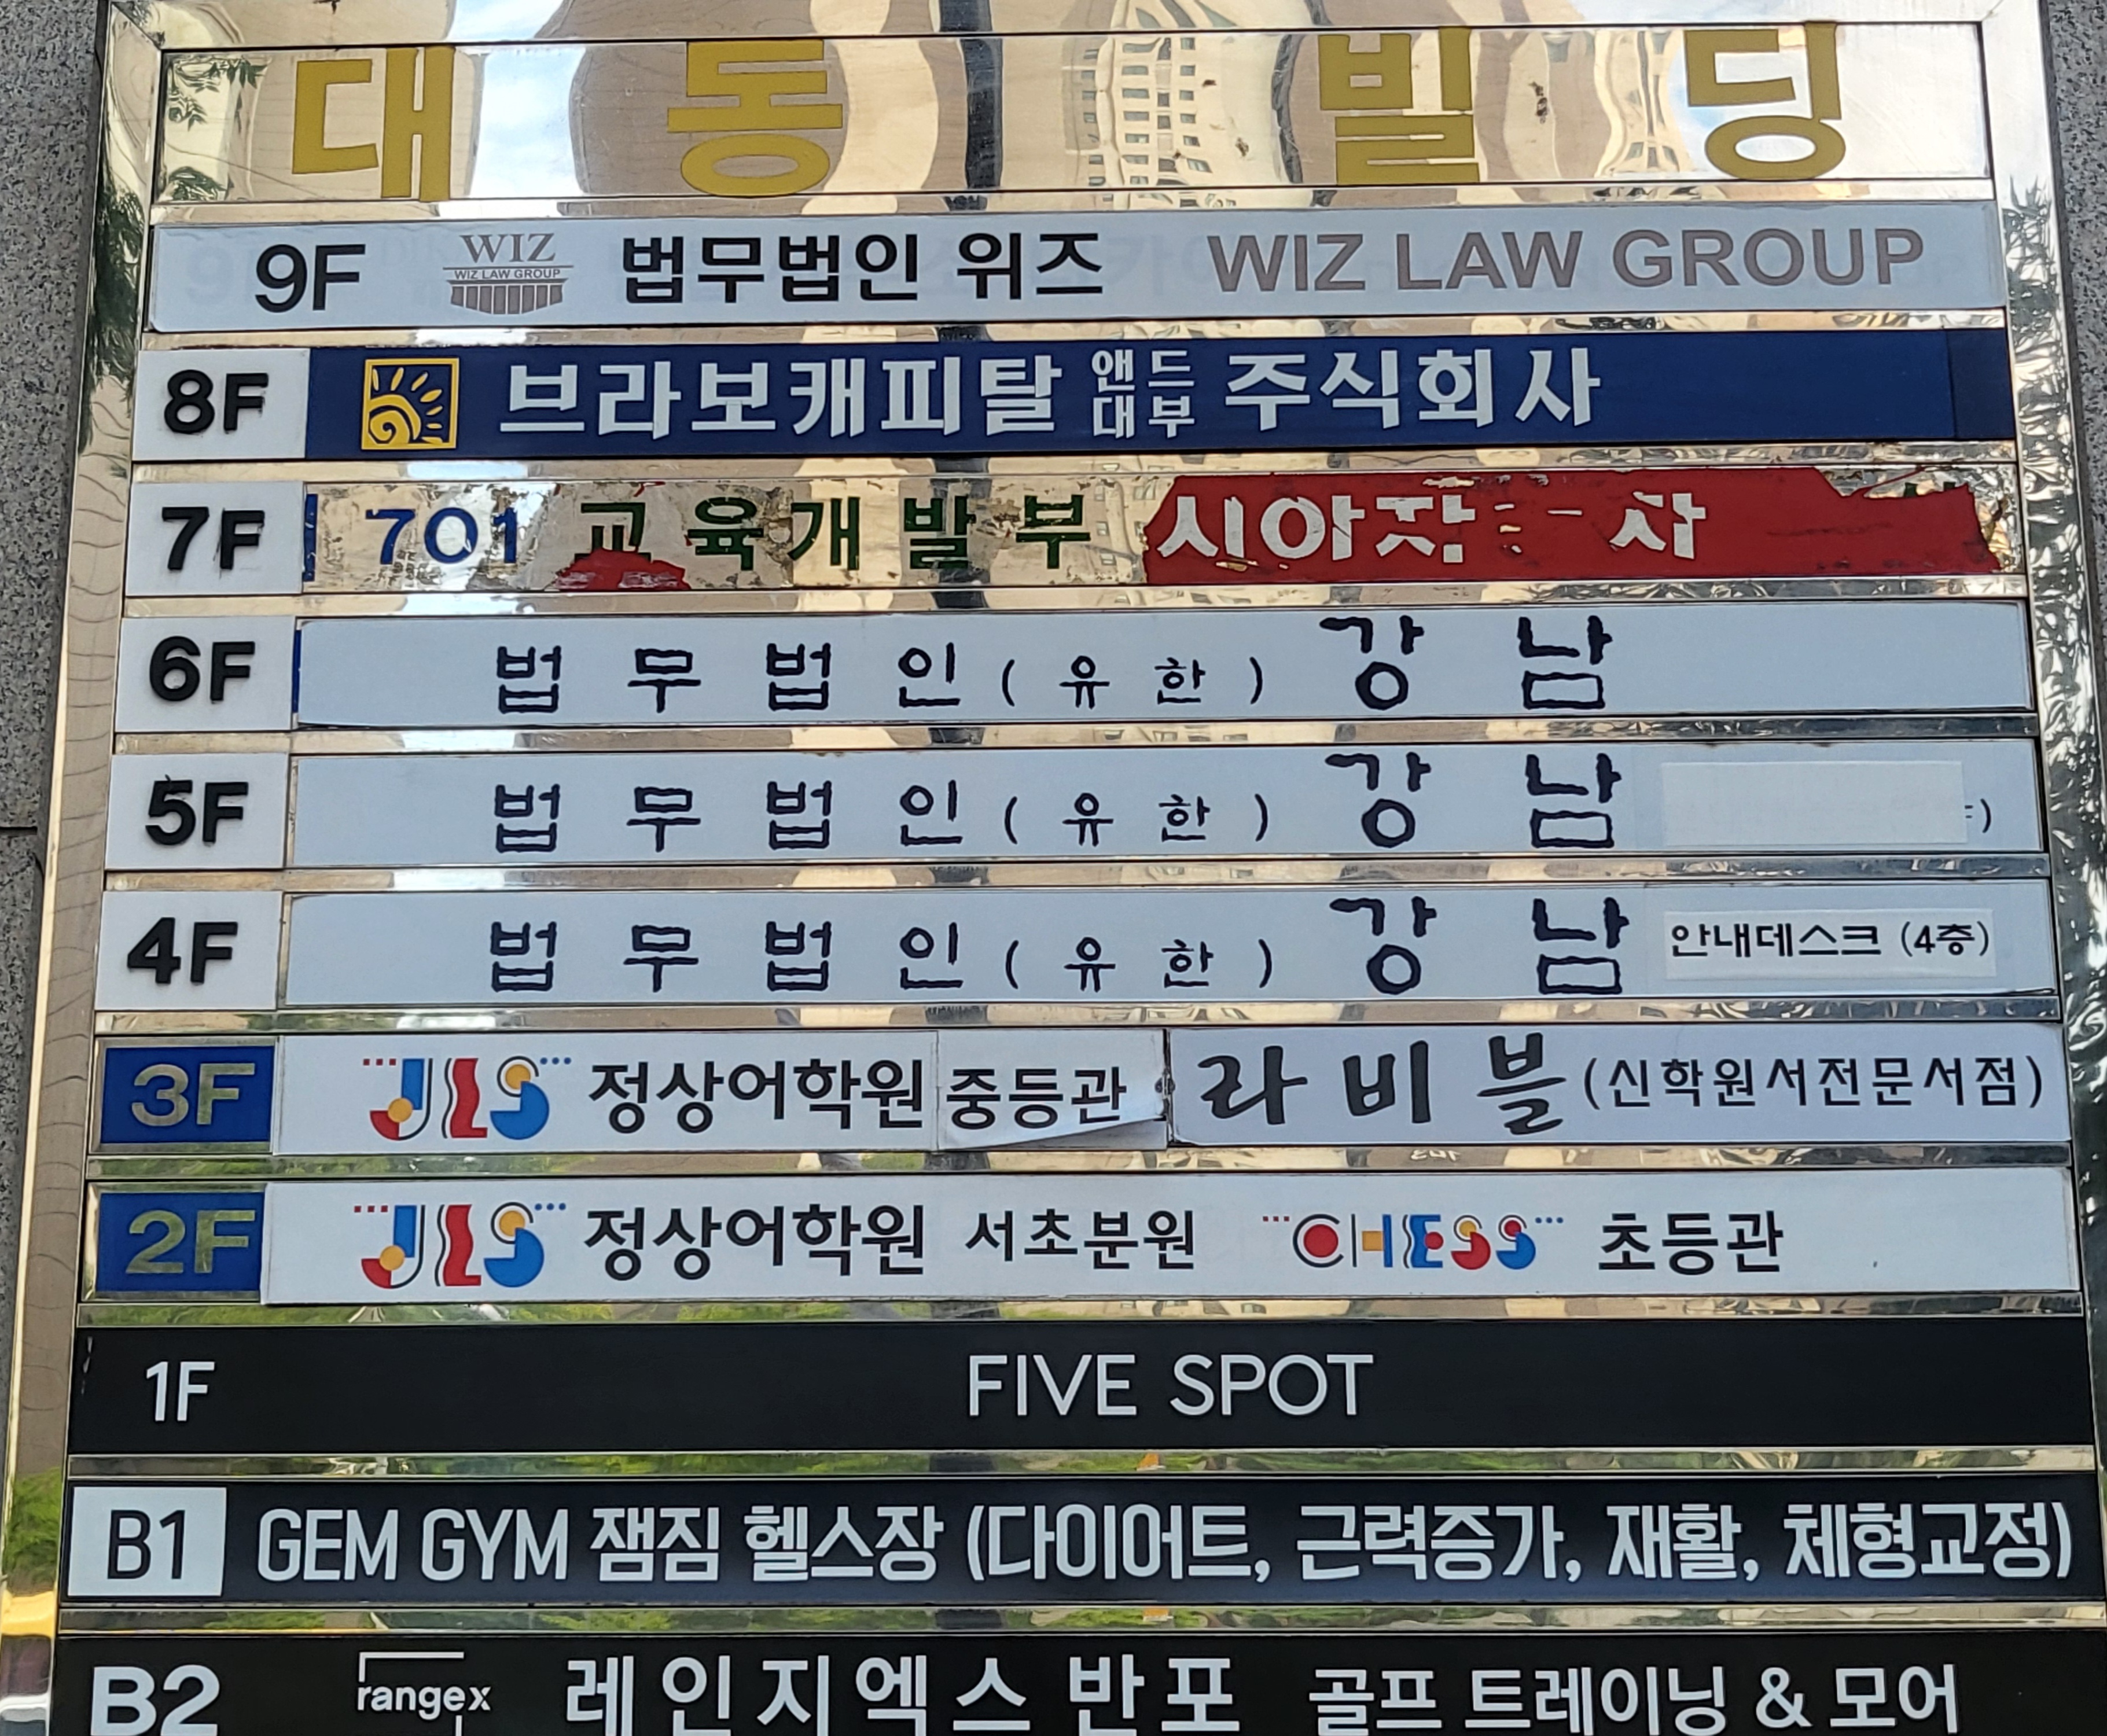 대동 빌딩
9F WIZ WIZ LAW GROUP 법무법인 위즈 WIZ LAW GROUP
8F 브라보캐피탈 앤드대부 주식회사
7F 701 교육개발부 시아
6F 법무법인(유한) 강남
5F 법무법인(유한) 강남
4F 법무법인(유한) 강남 안내데스크 (4층)
3F JLS 정상어학원 중등관 라비블 (신학원서전문서점)
2F JLS 정상어학원 서초분원 CHESS 초등관
1F FIVE SPOT
B1 GEM GYM 잼짐 헬스장 (다이어트, 근력증가, 재활, 체형교정)
B2 rangex 레인지엑스 반포 골프 트레이닝 & 모어